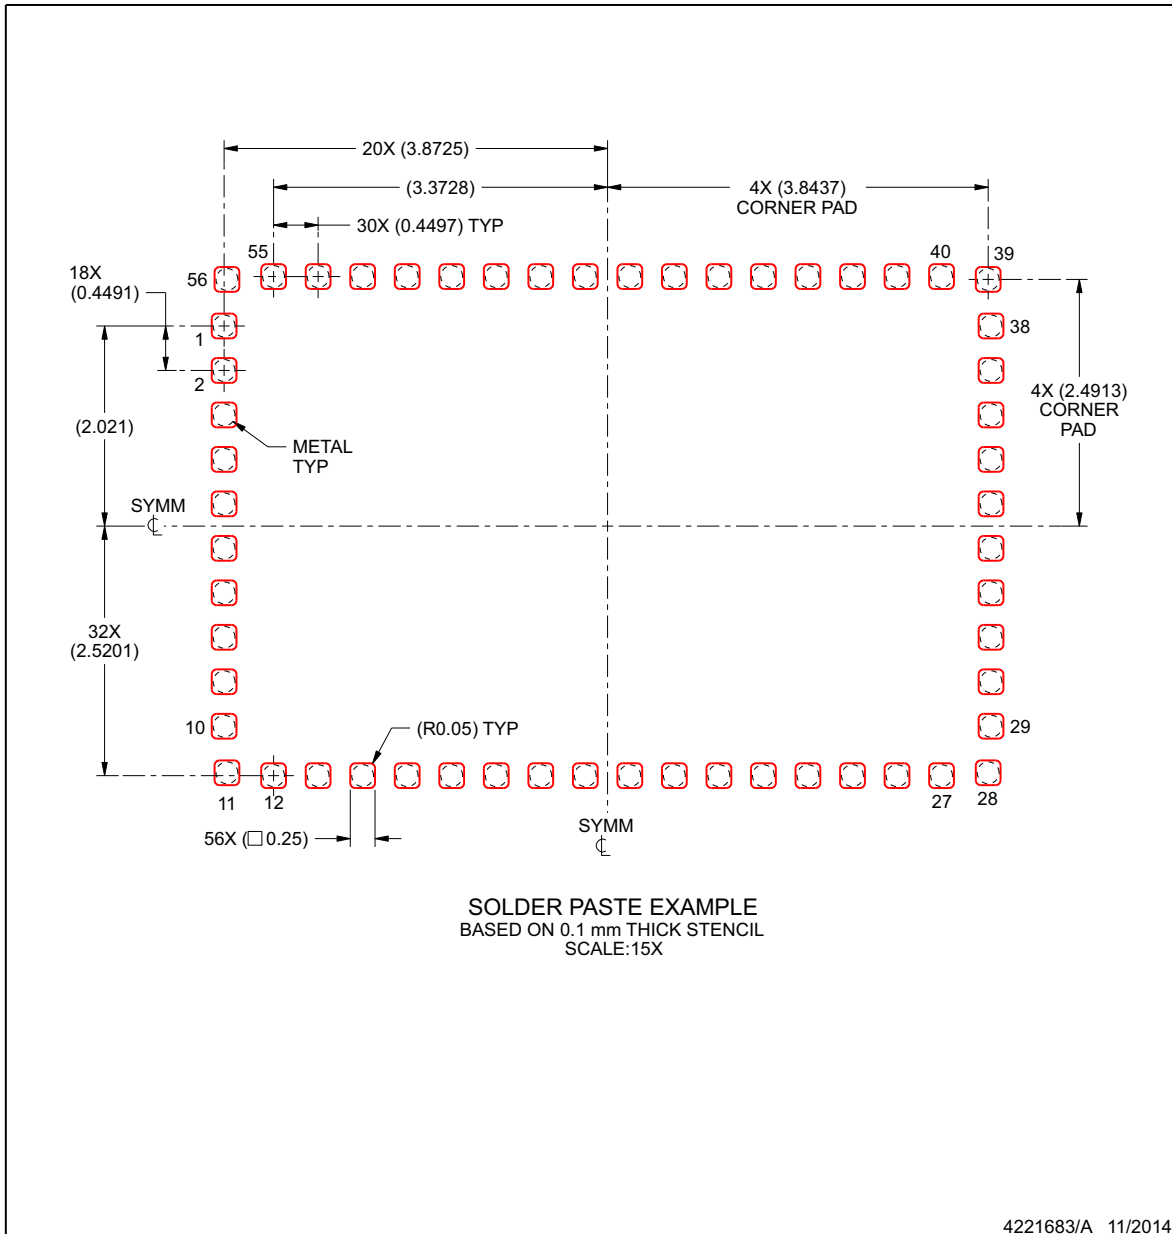 20X (3.8725)
(3.3728)
4X (3.8437)
CORNER PAD
30X (0.4497) TYP
55
40
39
56
18X
(0.4491)
1
38
2
4X (2.4913)
CORNER
PAD
(2.021)
METAL
TYP
SYMM
℄
32X
(2.5201)
10
(R0.05) TYP
29
11
12
27
28
56X (□ 0.25)
SYMM
℄
SOLDER PASTE EXAMPLE
BASED ON 0.1 mm THICK STENCIL
SCALE:15X
4221683/A 11/2014